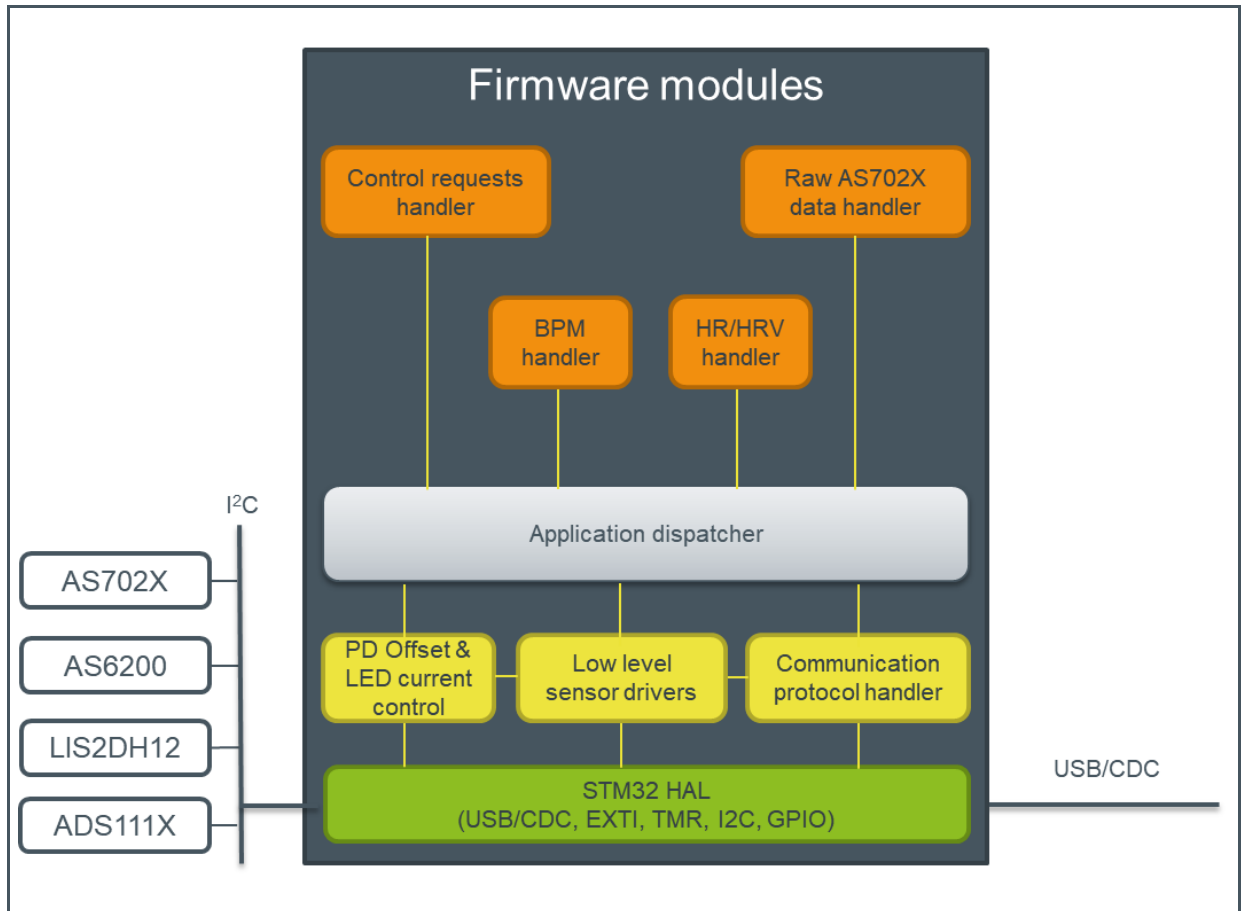 Firmware modules
Control requests
handler
Raw AS702X
data handler
BPM
handler
HR/HRV
handler
I²C
Application dispatcher
AS702X
AS6200
LIS2DH12
ADS111X
PD Offset &
LED current
control
Low level
sensor drivers
Communication
protocol handler
STM32 HAL
(USB/CDC, EXTI, TMR, I2C, GPIO)
USB/CDC